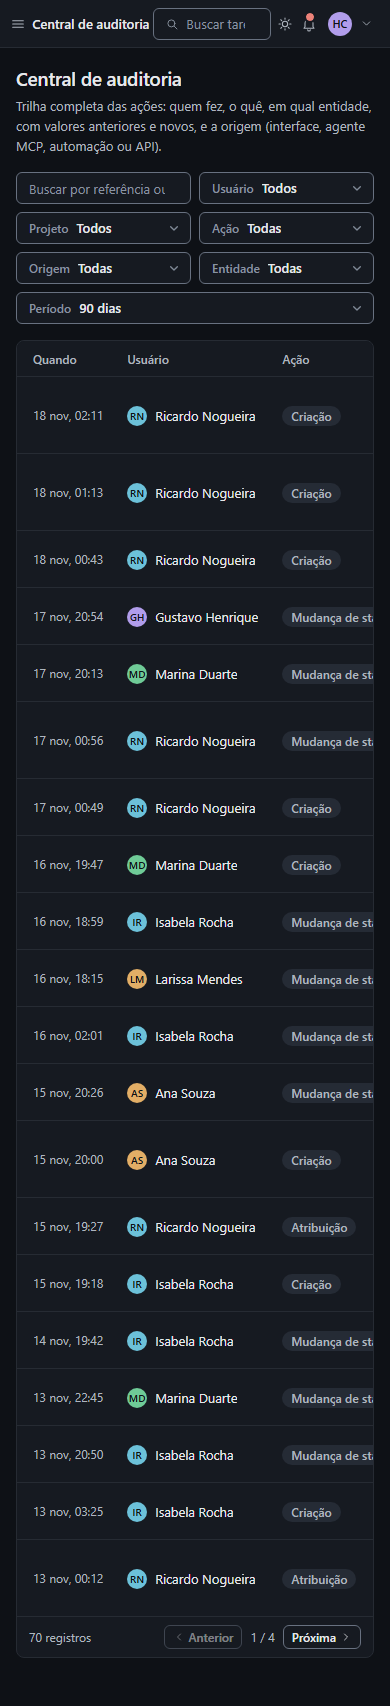 Central de auditoria
Buscar tare
HC
Central de auditoria
Trilha completa das ações: quem fez, o quê, em qual entidade,
com valores anteriores e novos, e a origem (interface, agente
MCP, automação ou API).
Buscar por referência ou
Usuário Todos
Projeto Todos
Ação Todas
Origem Todas
Entidade Todas
Período 90 dias
Quando Usuário Ação
18 nov, 02:11 RN Ricardo Nogueira Criação
18 nov, 01:13 RN Ricardo Nogueira Criação
18 nov, 00:43 RN Ricardo Nogueira Criação
17 nov, 20:54 GH Gustavo Henrique Mudança de sta
17 nov, 20:13 MD Marina Duarte Mudança de sta
17 nov, 00:56 RN Ricardo Nogueira Mudança de sta
17 nov, 00:49 RN Ricardo Nogueira Criação
16 nov, 19:47 MD Marina Duarte Criação
16 nov, 18:59 IR Isabela Rocha Mudança de sta
16 nov, 18:15 LM Larissa Mendes Mudança de sta
16 nov, 02:01 IR Isabela Rocha Mudança de sta
15 nov, 20:26 AS Ana Souza Mudança de sta
15 nov, 20:00 AS Ana Souza Criação
15 nov, 19:27 RN Ricardo Nogueira Atribuição
15 nov, 19:18 IR Isabela Rocha Criação
14 nov, 19:42 IR Isabela Rocha Mudança de sta
13 nov, 22:45 MD Marina Duarte Mudança de sta
13 nov, 20:50 IR Isabela Rocha Mudança de sta
13 nov, 03:25 IR Isabela Rocha Criação
13 nov, 00:12 RN Ricardo Nogueira Atribuição
70 registros Anterior 1 / 4 Próxima